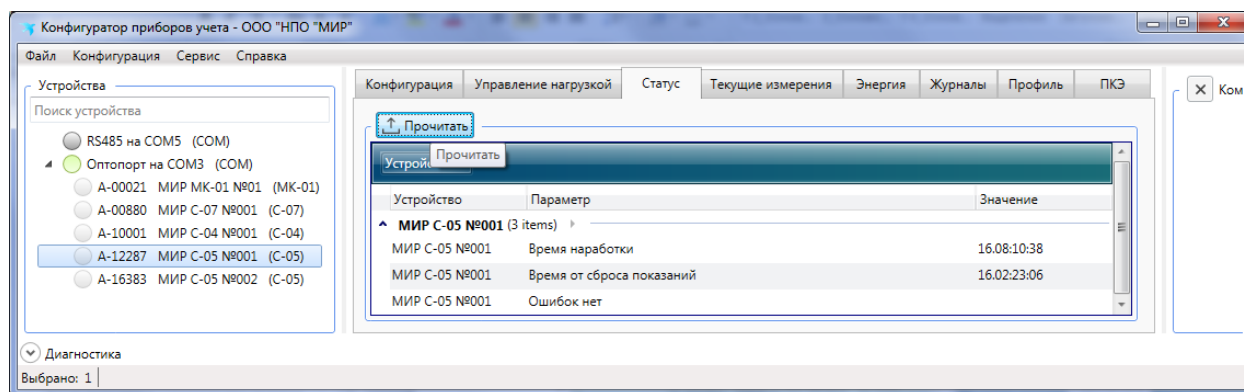 Конфигуратор приборов учета - ООО "НПО "МИР"
Файл Конфигурация Сервис Справка
Устройства
Поиск устройства
RS485 на COM5 (COM)
Оптопорт на COM3 (COM)
A-00021 МИР МК-01 №01 (МК-01)
A-00880 МИР С-07 №001 (С-07)
A-10001 МИР С-04 №001 (С-04)
A-12287 МИР С-05 №001 (С-05)
A-16383 МИР С-05 №002 (С-05)
Конфигурация Управление нагрузкой Статус Текущие измерения Энергия Журналы Профиль ПКЭ
Прочитать
Прочитать
Устройство Параметр Значение
МИР С-05 №001 (3 items)
МИР С-05 №001 Время наработки 16.08:10:38
МИР С-05 №001 Время от сброса показаний 16.02:23:06
МИР С-05 №001 Ошибок нет
Ком
Диагностика
Выбрано: 1